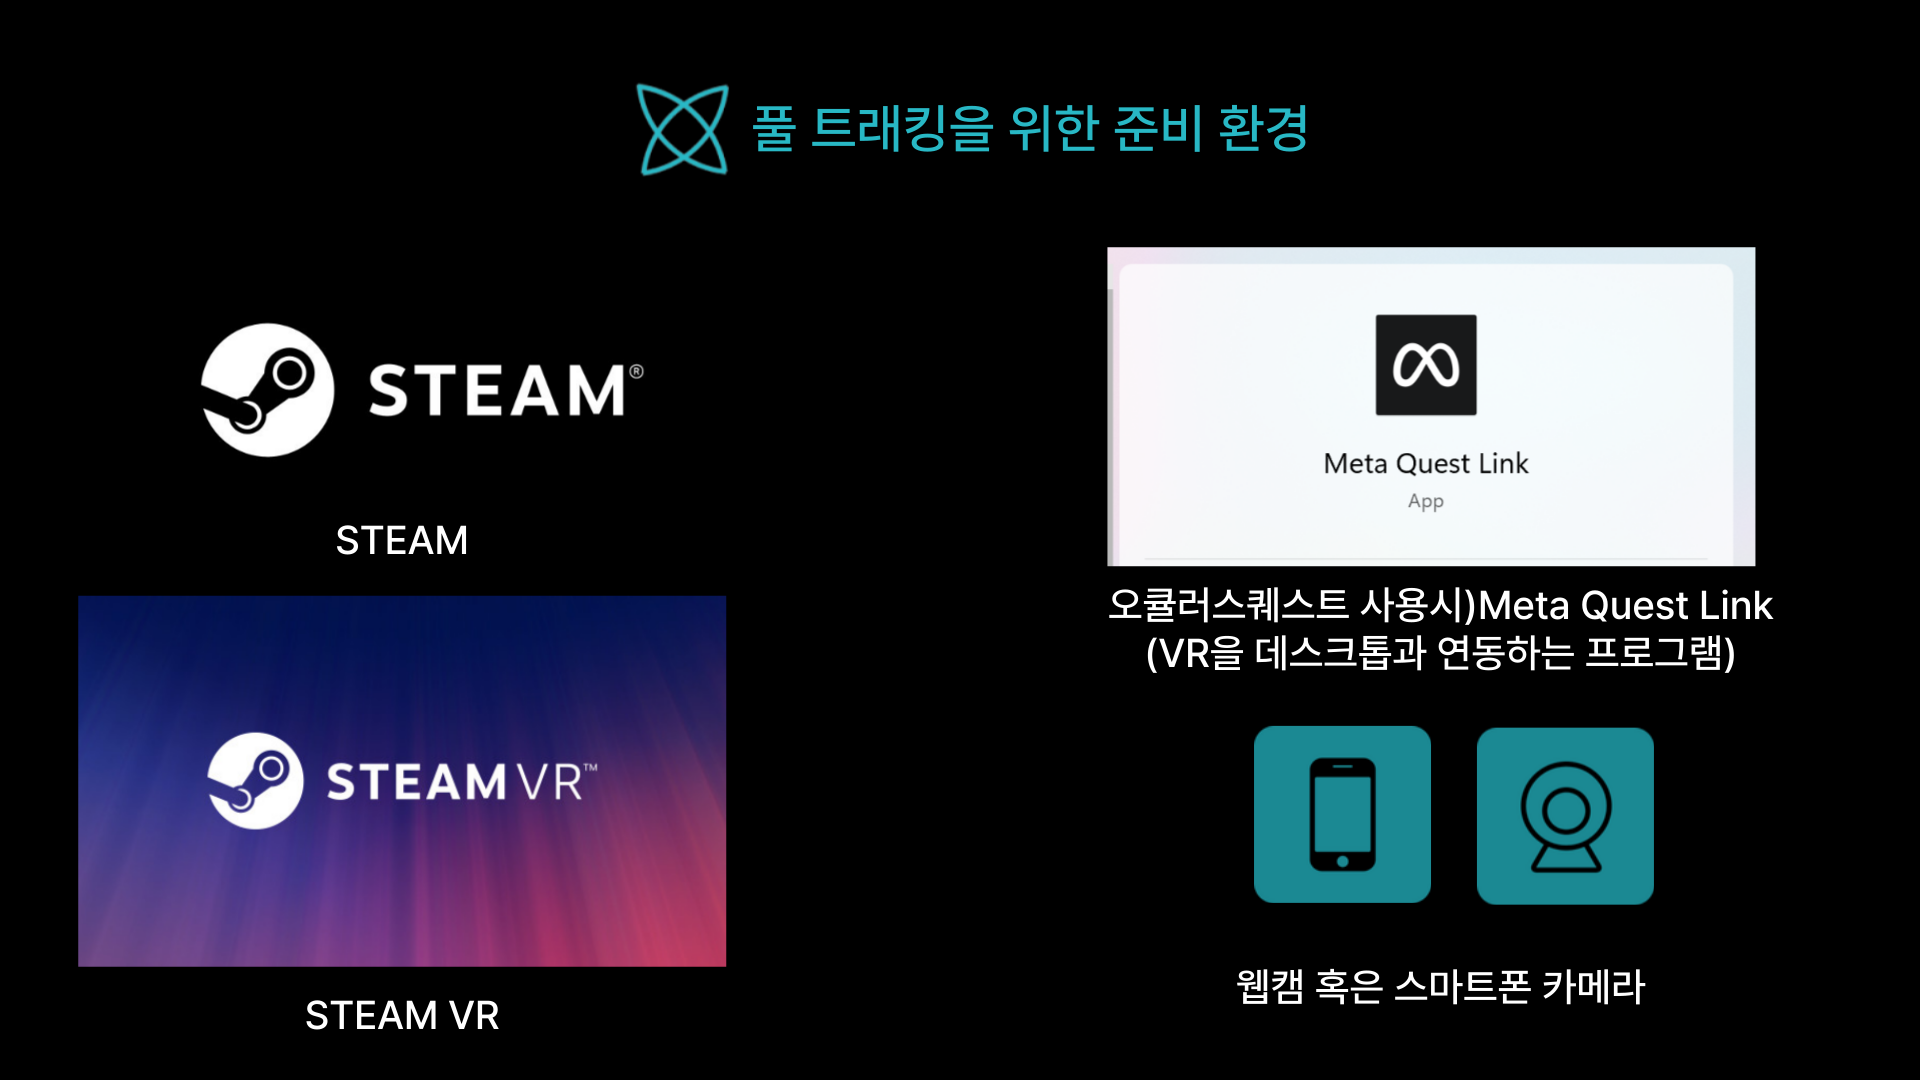 풀 트래킹을 위한 준비 환경
STEAM®
STEAM
STEAM VR™
STEAM VR
Meta Quest Link
App
오큘러스퀘스트 사용시)Meta Quest Link
(VR을 데스크톱과 연동하는 프로그램)
웹캠 혹은 스마트폰 카메라